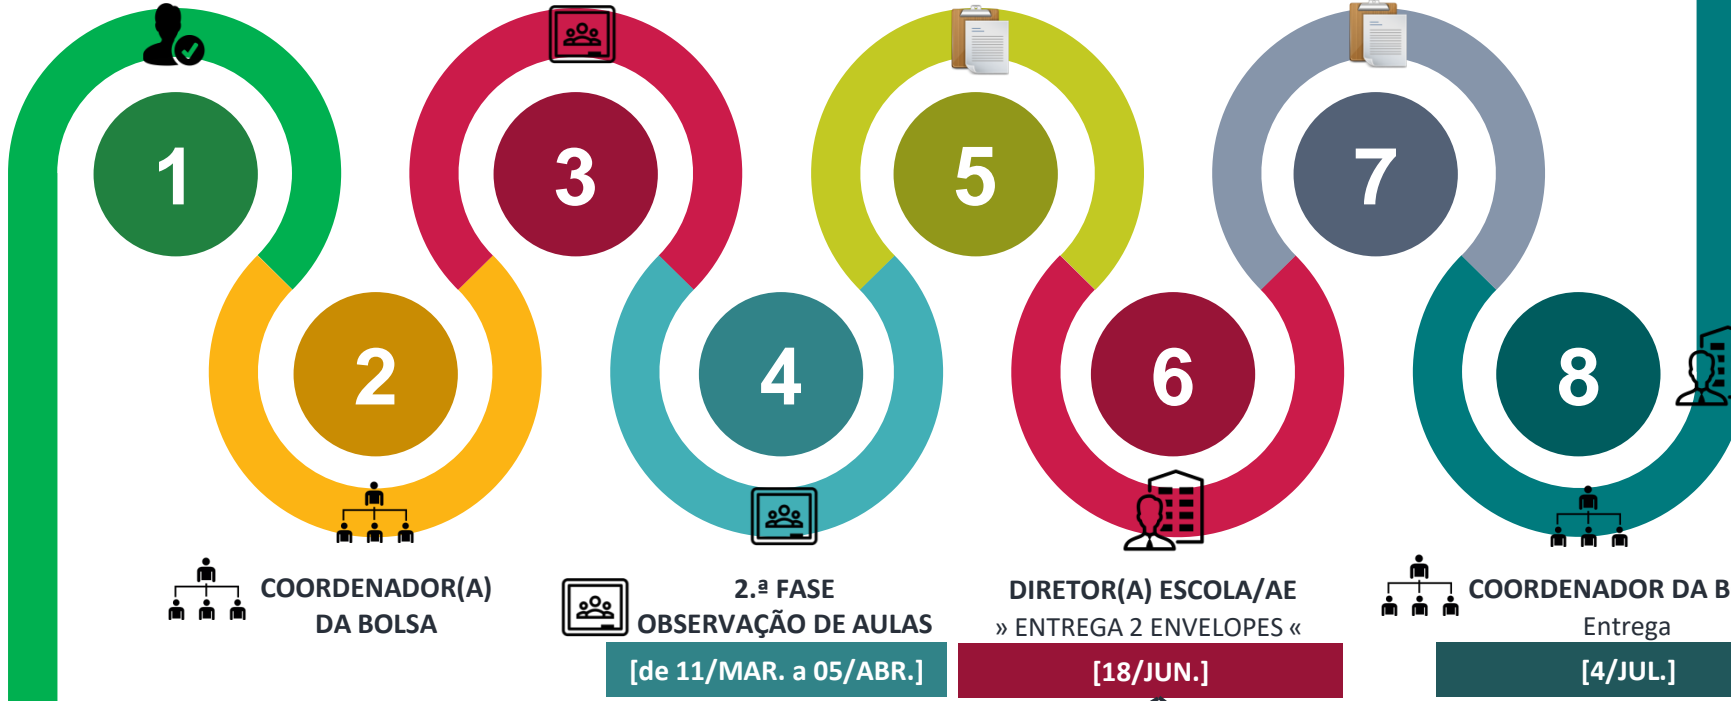 1
3
5
7
2
4
6
8
COORDENADOR(A)
DA BOLSA
2.ª FASE
OBSERVAÇÃO DE AULAS
[de 11/MAR. a 05/ABR.]
DIRETOR(A) ESCOLA/AE
» ENTREGA 2 ENVELOPES «
[18/JUN.]
COORDENADOR DA B
Entrega
[4/JUL.]